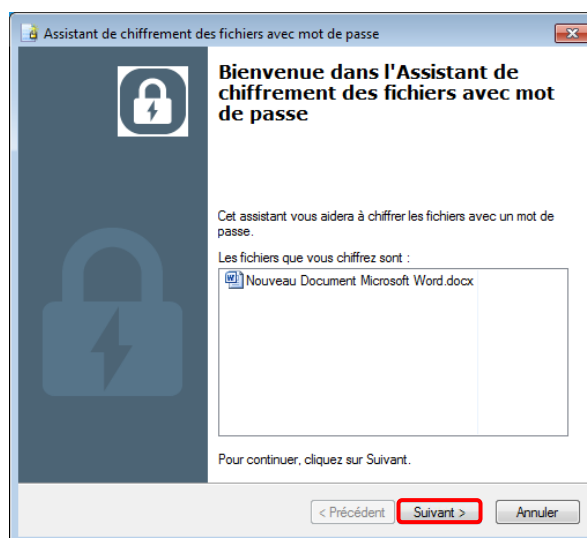 Assistant de chiffrement des fichiers avec mot de passe
Bienvenue dans l'Assistant de
chiffrement des fichiers avec mot
de passe
Cet assistant vous aidera à chiffrer les fichiers avec un mot de
passe.
Les fichiers que vous chiffrez sont :
Nouveau Document Microsoft Word.docx
Pour continuer, cliquez sur Suivant.
< Précédent Suivant > Annuler